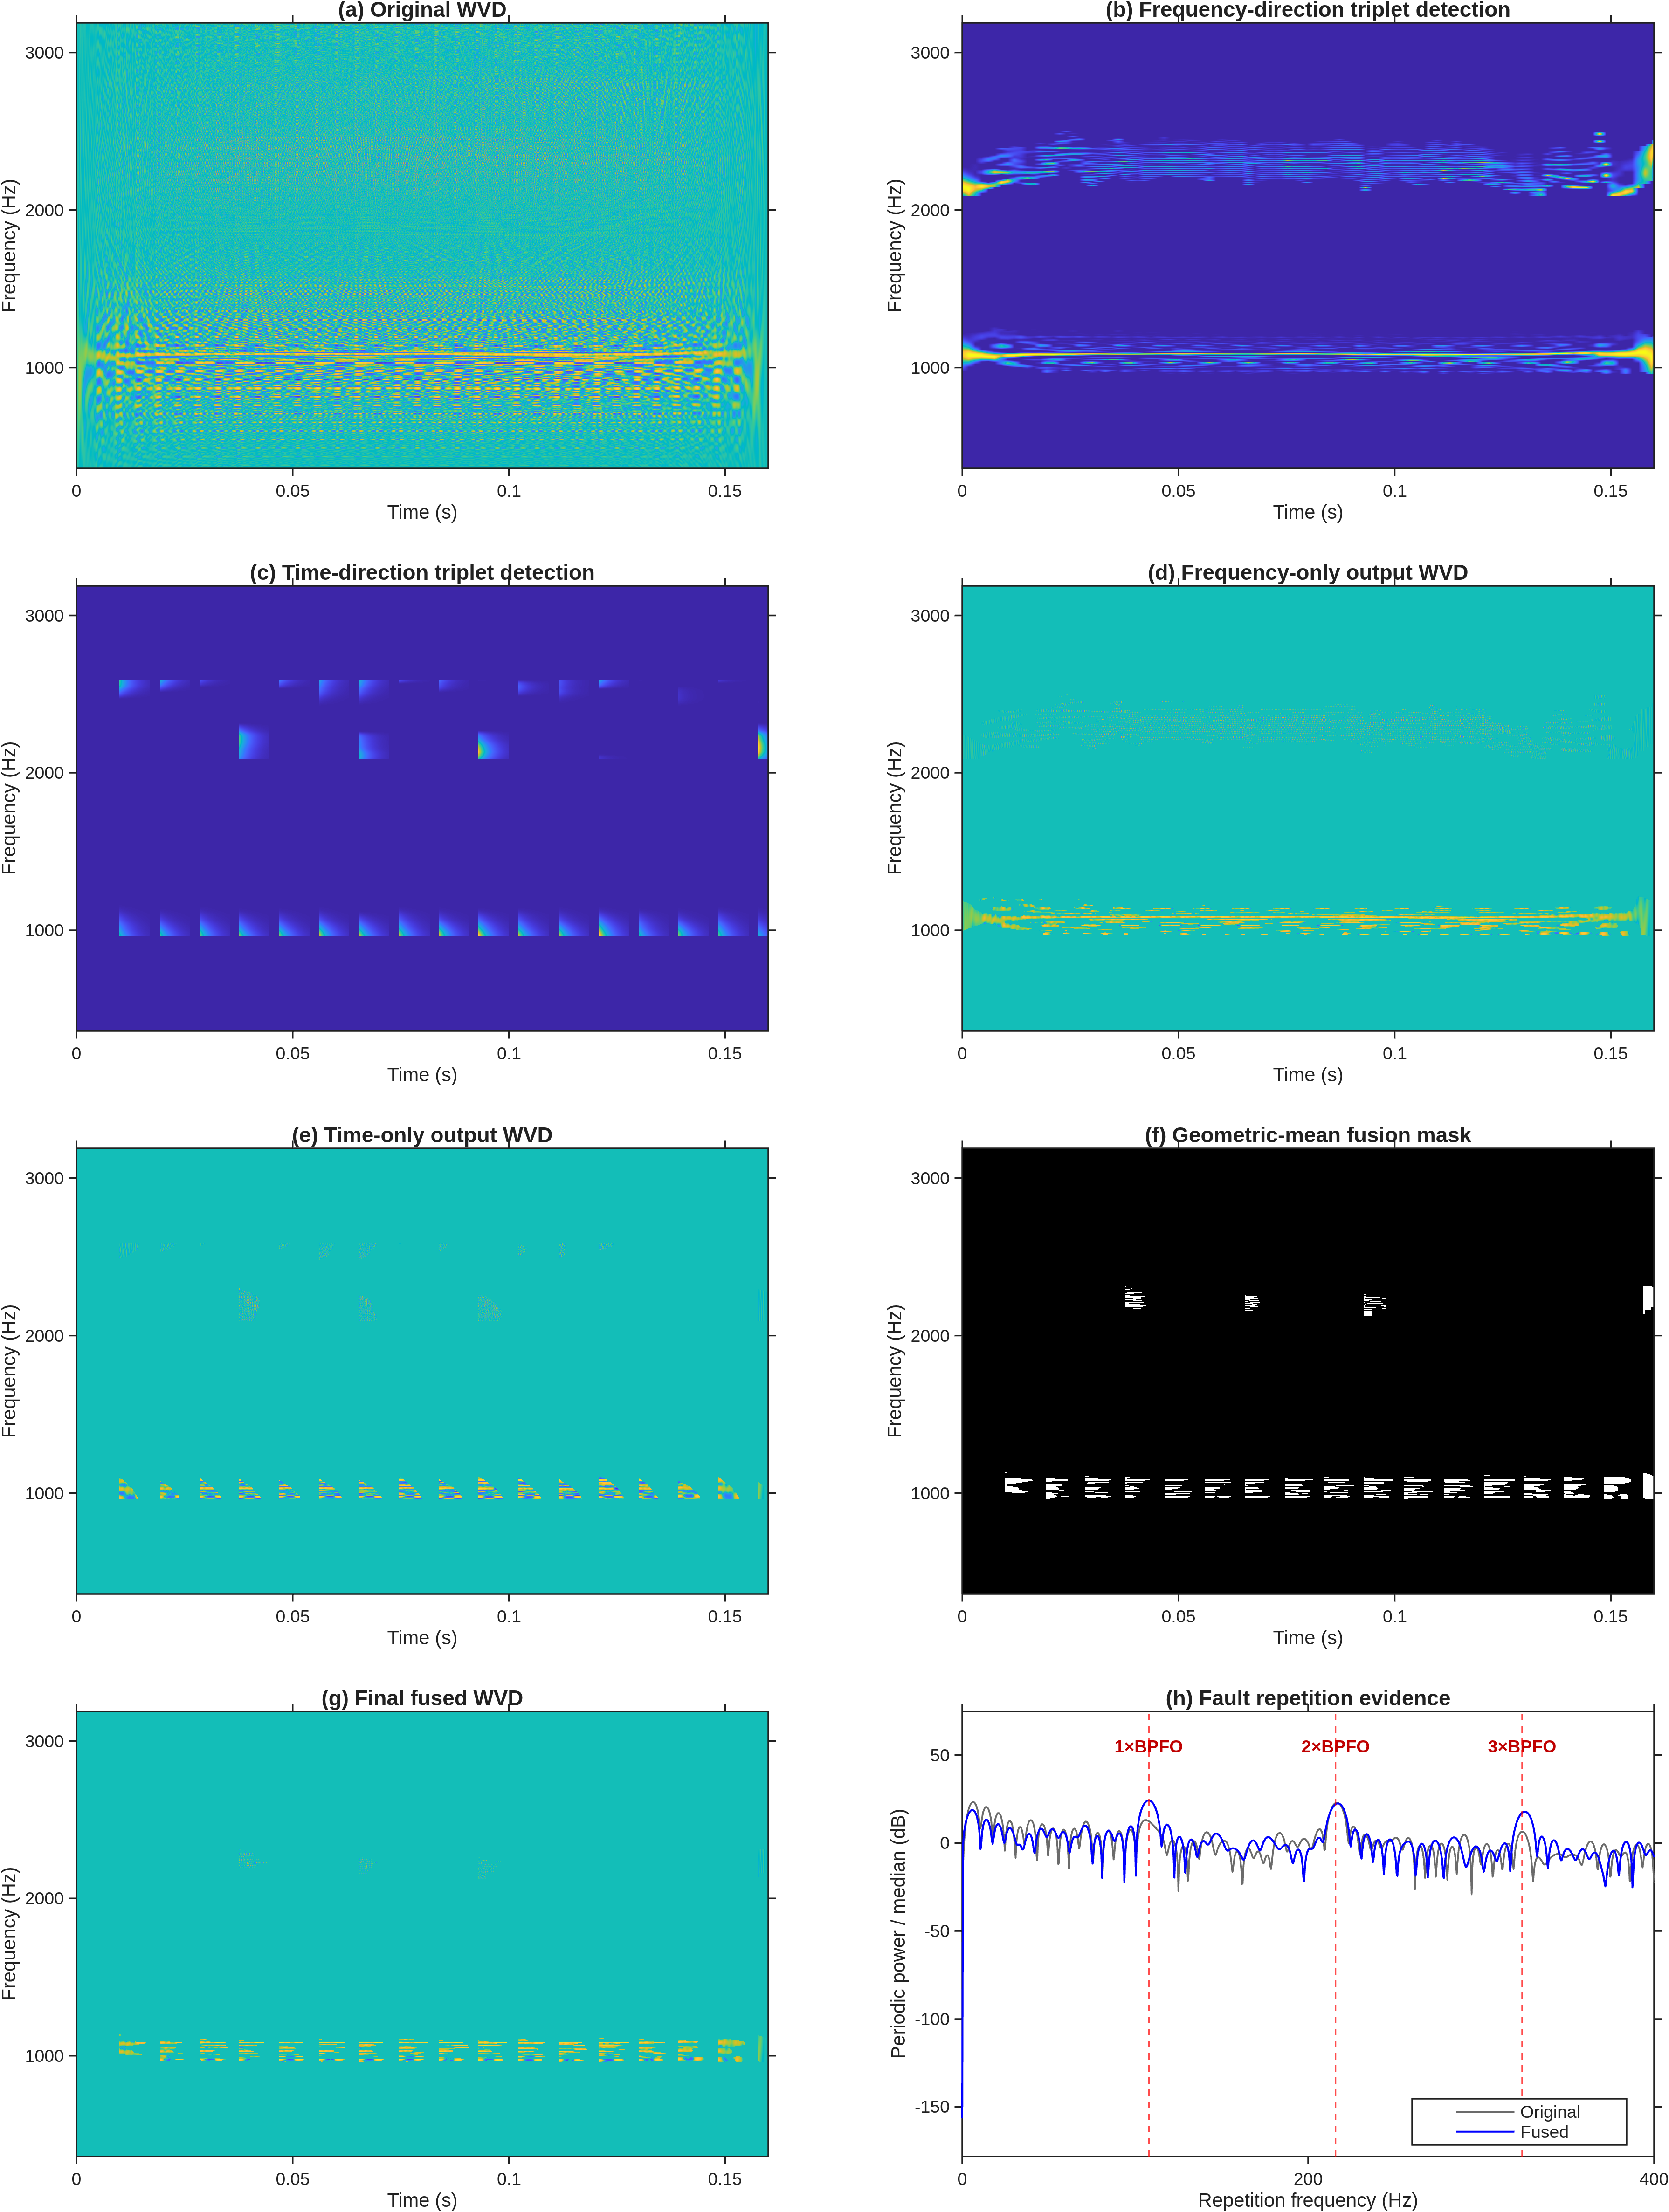 (a) Original WVD
3000
2000
1000
Frequency (Hz)
0
0.05
0.1
0.15
Time (s)
(b) Frequency-direction triplet detection
3000
2000
1000
Frequency (Hz)
0
0.05
0.1
0.15
Time (s)
(c) Time-direction triplet detection
3000
2000
1000
Frequency (Hz)
0
0.05
0.1
0.15
Time (s)
(d) Frequency-only output WVD
3000
2000
1000
Frequency (Hz)
0
0.05
0.1
0.15
Time (s)
(e) Time-only output WVD
3000
2000
1000
Frequency (Hz)
0
0.05
0.1
0.15
Time (s)
(f) Geometric-mean fusion mask
3000
2000
1000
Frequency (Hz)
0
0.05
0.1
0.15
Time (s)
(g) Final fused WVD
3000
2000
1000
Frequency (Hz)
0
0.05
0.1
0.15
Time (s)
(h) Fault repetition evidence
1×BPFO
2×BPFO
3×BPFO
50
0
-50
-100
-150
Periodic power / median (dB)
Original
Fused
0
200
400
Repetition frequency (Hz)